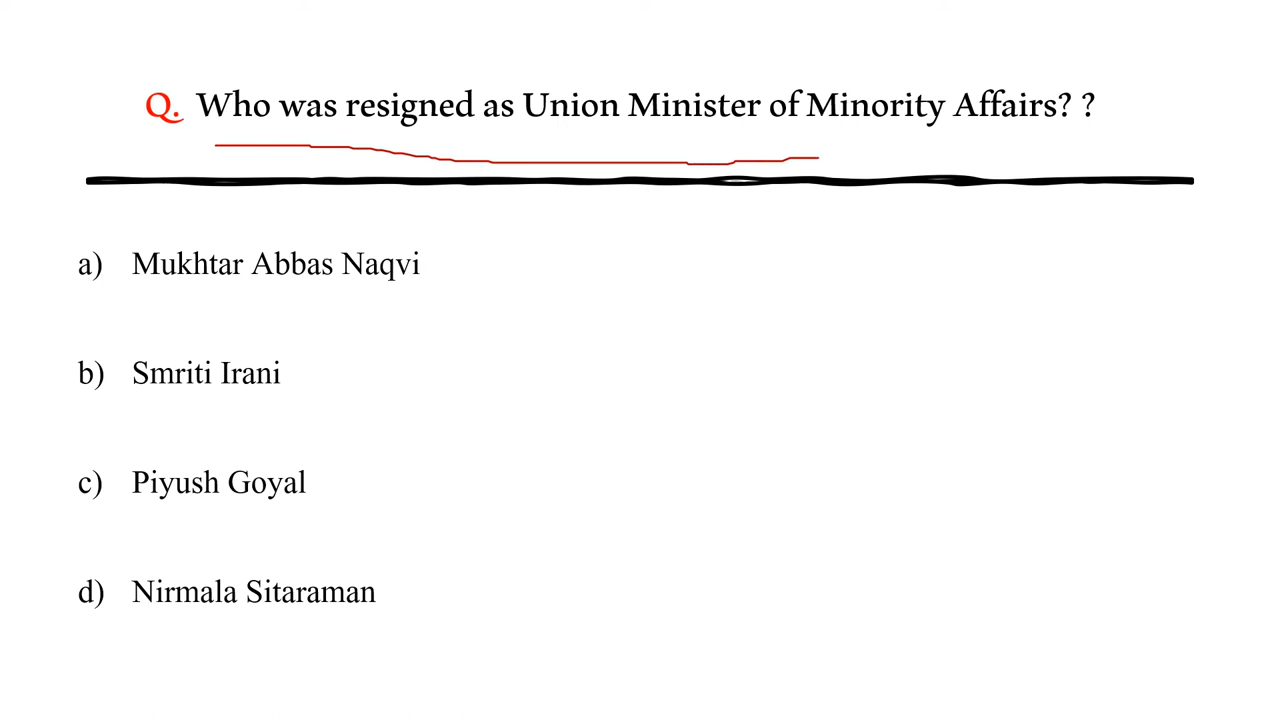 Q. Who was resigned as Union Minister of Minority Affairs? ?
a) Mukhtar Abbas Naqvi
b) Smriti Irani
c) Piyush Goyal
d) Nirmala Sitaraman